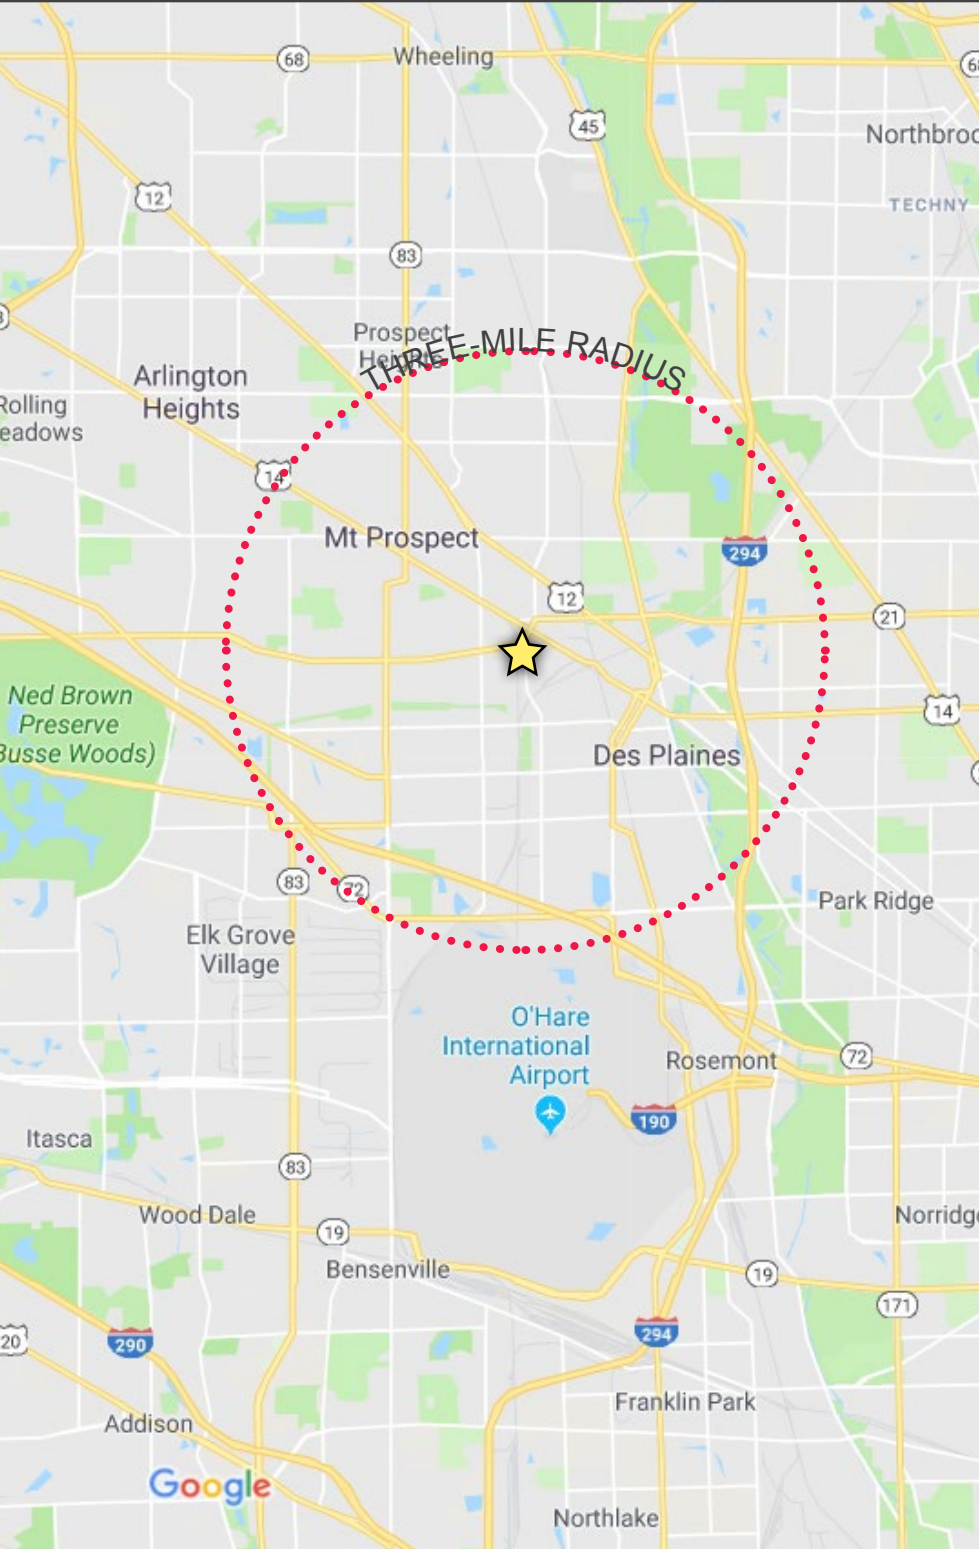 68
Wheeling
6
45
Northbroo
12
TECHNY
83
Prospect
Heights
THREE-MILE RADIUS
Arlington
Heights
Rolling
eadows
14
Mt Prospect
294
12
21
Ned Brown
Preserve
Busse Woods)
14
Des Plaines
83
72
Park Ridge
Elk Grove
Village
O'Hare
International
Airport
Rosemont
72
190
Itasca
83
Wood Dale
19
Norridge
Bensenville
19
171
20
290
294
Franklin Park
Addison
Google
Northlake